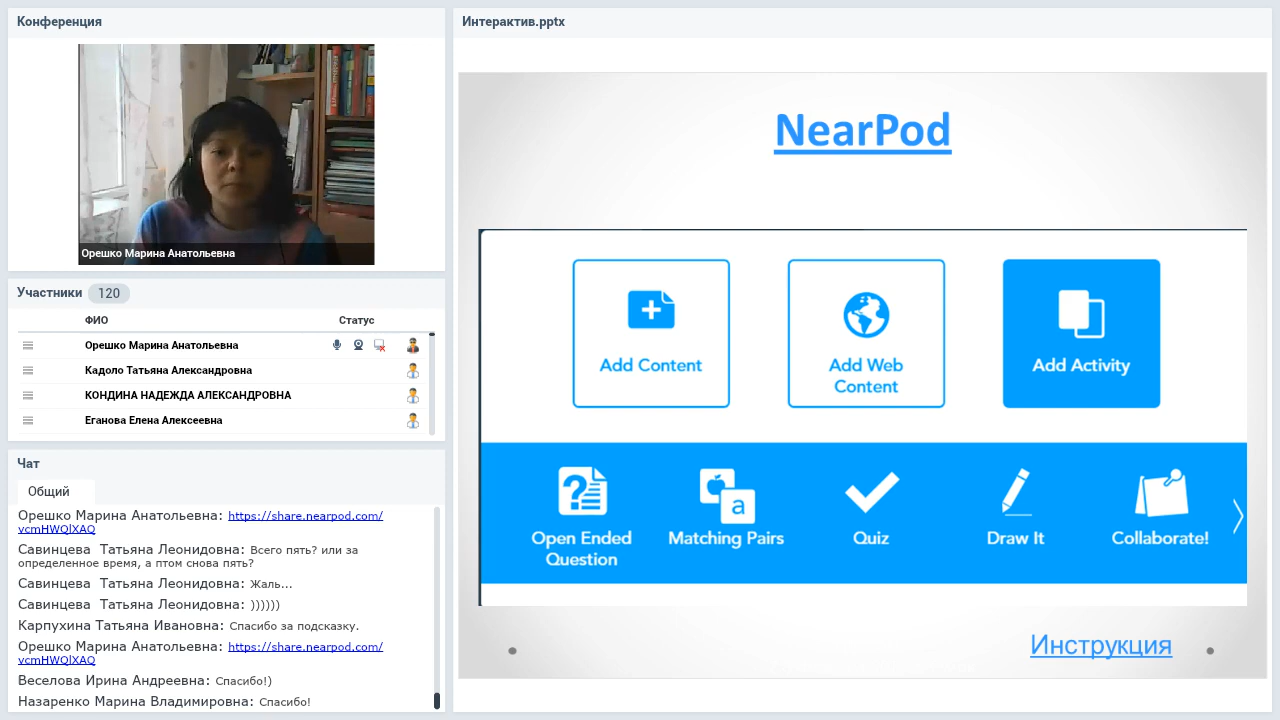 Конференция
Орешко Марина Анатольевна
Участники 120
ФИО Статус
Орешко Марина Анатольевна
Кадоло Татьяна Александровна
КОНДИНА НАДЕЖДА АЛЕКСАНДРОВНА
Еганова Елена Алексеевна
Чат
Общий
Орешко Марина Анатольевна: https://share.nearpod.com/
vcmHWQlXAQ
Савинцева Татьяна Леонидовна: Всего пять? или за
определенное время, а птом снова пять?
Савинцева Татьяна Леонидовна: Жаль...
Савинцева Татьяна Леонидовна: ))))))
Карпухина Татьяна Ивановна: Спасибо за подсказку.
Орешко Марина Анатольевна: https://share.nearpod.com/
vcmHWQlXAQ
Веселова Ирина Андреевна: Спасибо!)
Назаренко Марина Владимировна: Спасибо!
Интерактив.pptx
NearPod
Add Content
Add Web
Content
Add Activity
Open Ended
Question
Matching Pairs
Quiz
Draw It
Collaborate!
Инструкция